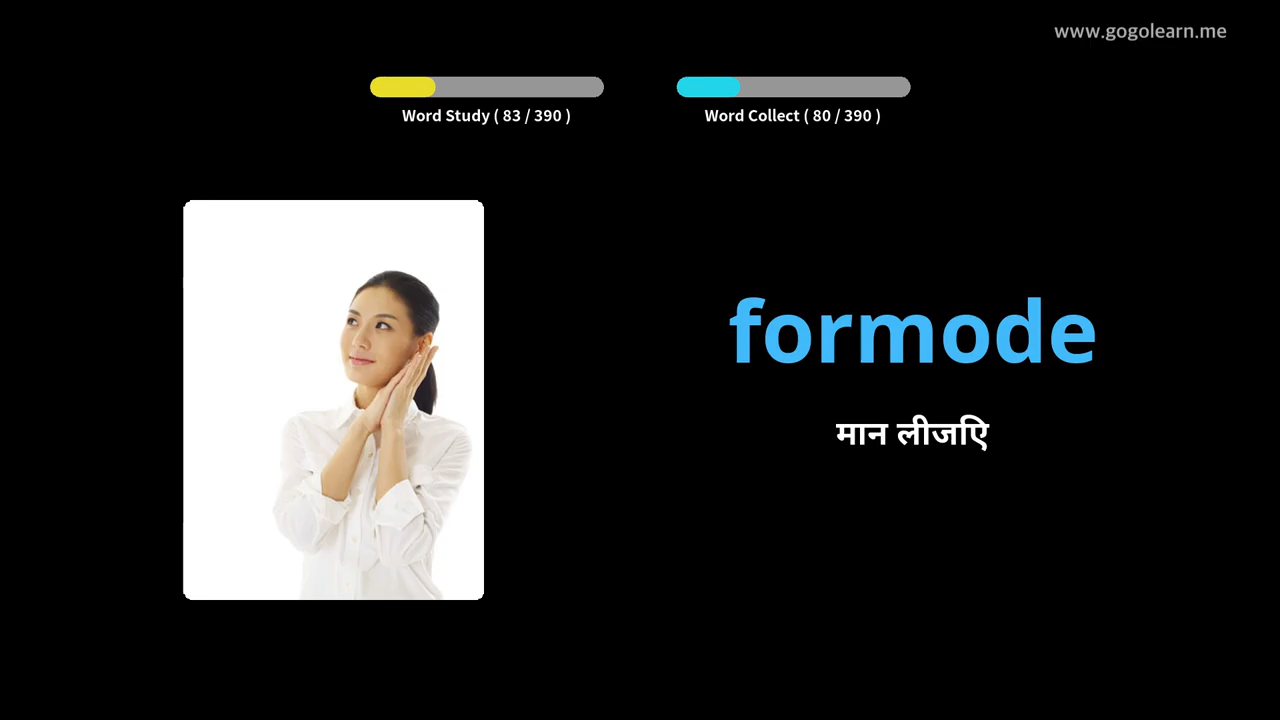 www.gogolearn.me
Word Study ( 83 / 390 )
Word Collect ( 80 / 390 )
formode
मान लीजिए